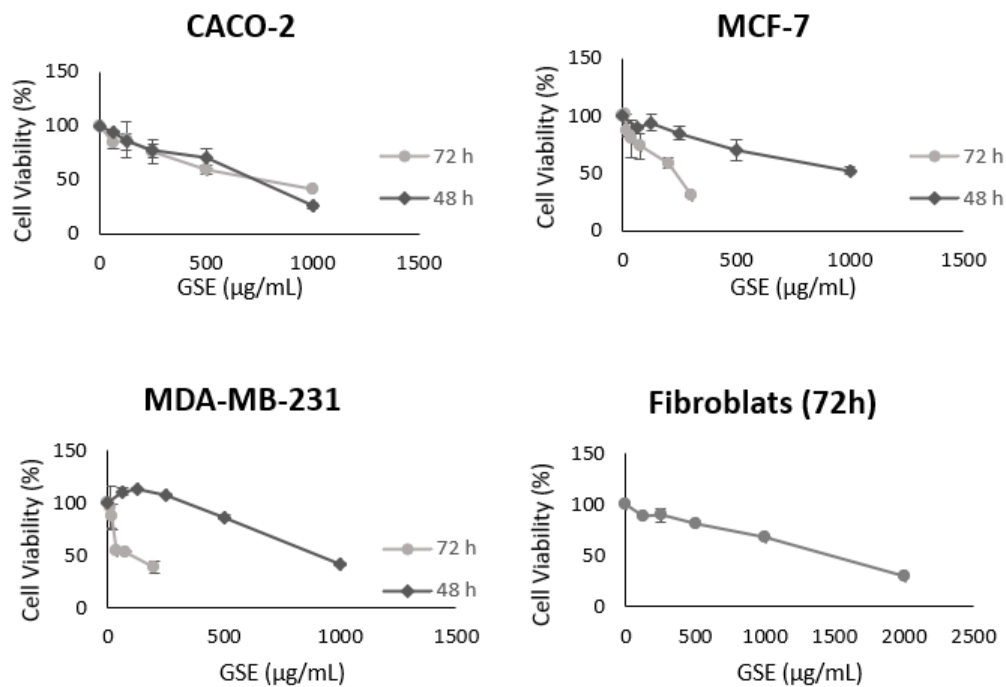 CACO-2
150
100
50
0
Cell Viability (%)
0 500 1000 1500
GSE (µg/mL)
72 h
48 h
MCF-7
150
100
50
0
Cell Viability (%)
0 500 1000 1500
GSE (µg/mL)
72 h
48 h
MDA-MB-231
150
100
50
0
Cell Viability (%)
0 500 1000 1500
GSE (µg/mL)
72 h
48 h
Fibroblats (72h)
150
100
50
0
Cell Viability (%)
0 500 1000 1500 2000 2500
GSE (µg/mL)